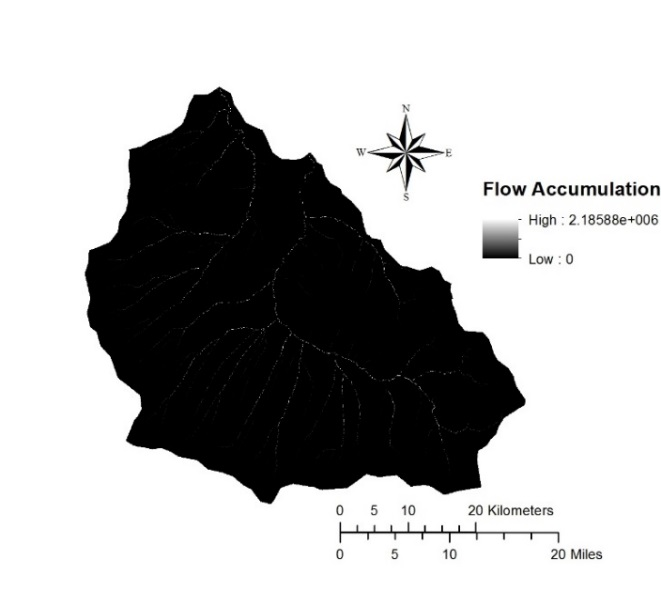 N
W E
S
Flow Accumulation
High : 2.18588e+006
Low : 0
0 5 10 20 Kilometers
0 5 10 20 Miles